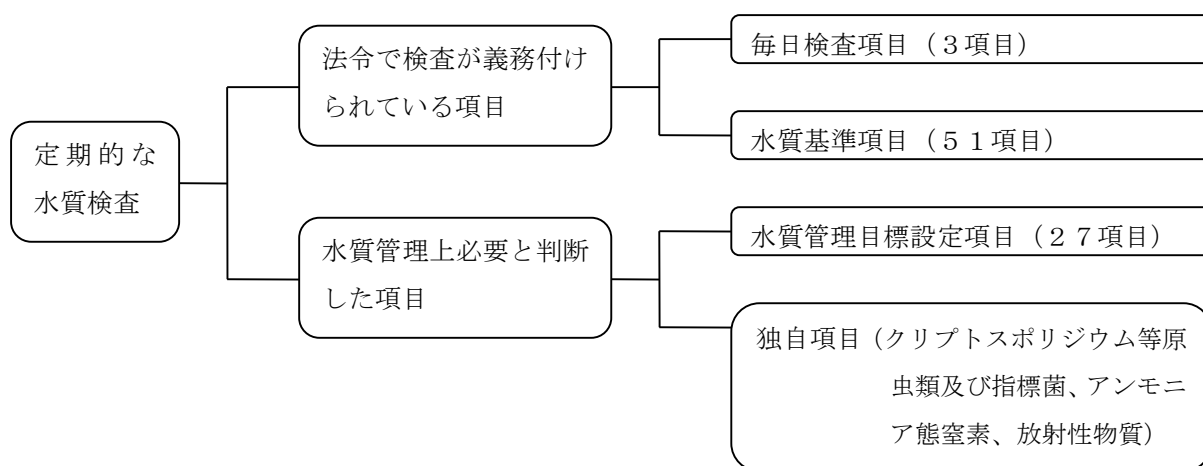 定期的な
水質検査
法令で検査が義務付け
られている項目
毎日検査項目（３項目）
水質基準項目（５１項目）
水質管理上必要と判断
した項目
水質管理目標設定項目（２７項目）
独自項目（クリプトスポリジウム等原
虫類及び指標菌、アンモニ
ア態窒素、放射性物質）